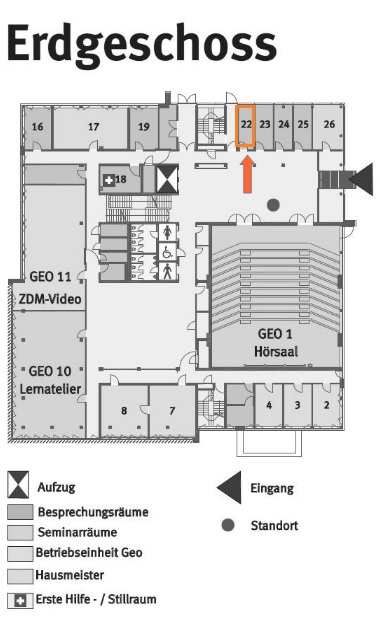 Erdgeschoss
16
17
19
22
23
24
25
26
18
GEO 11
ZDM-Video
GEO 1
Hörsaal
GEO 10
Lernatelier
8
7
4
3
2
Aufzug
Besprechungsräume
Seminarräume
Betriebseinheit Geo
Hausmeister
Erste Hilfe - / Stillraum
Eingang
Standort